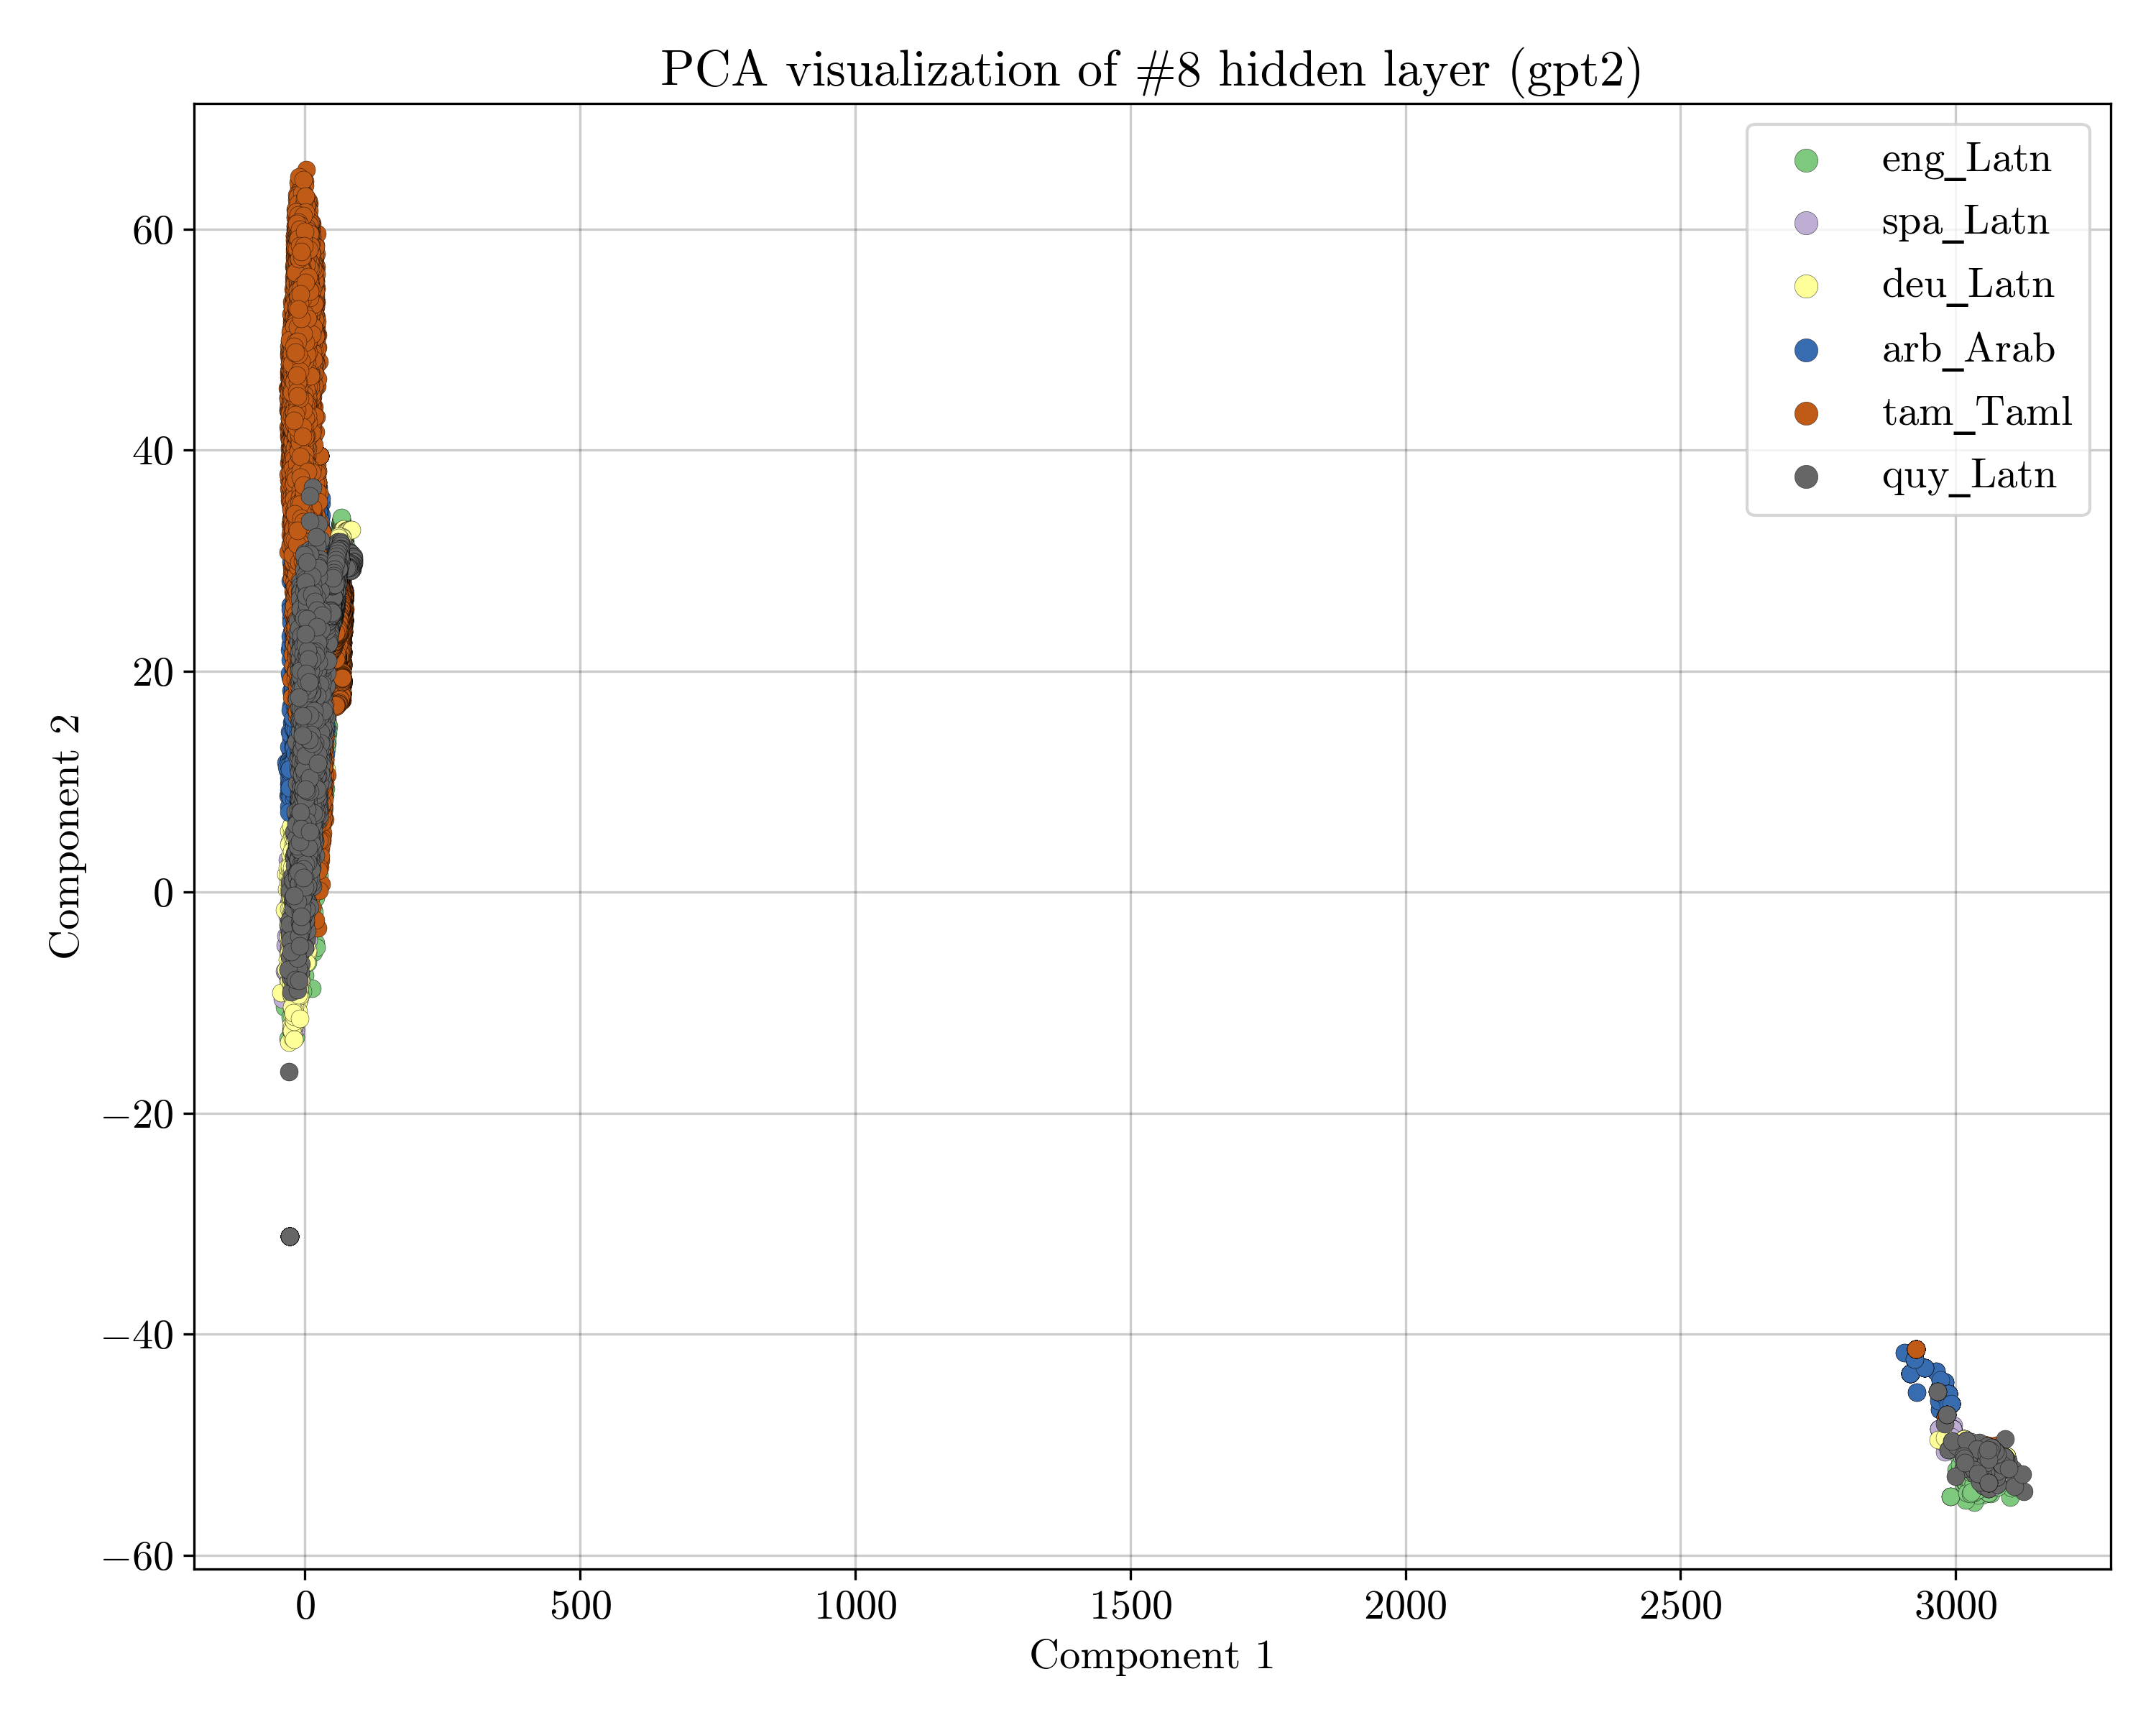 PCA visualization of #8 hidden layer (gpt2)
eng_Latn
spa_Latn
deu_Latn
arb_Arab
tam_Taml
quy_Latn
60
40
20
0
−20
−40
−60
Component 2
0 500 1000 1500 2000 2500 3000
Component 1